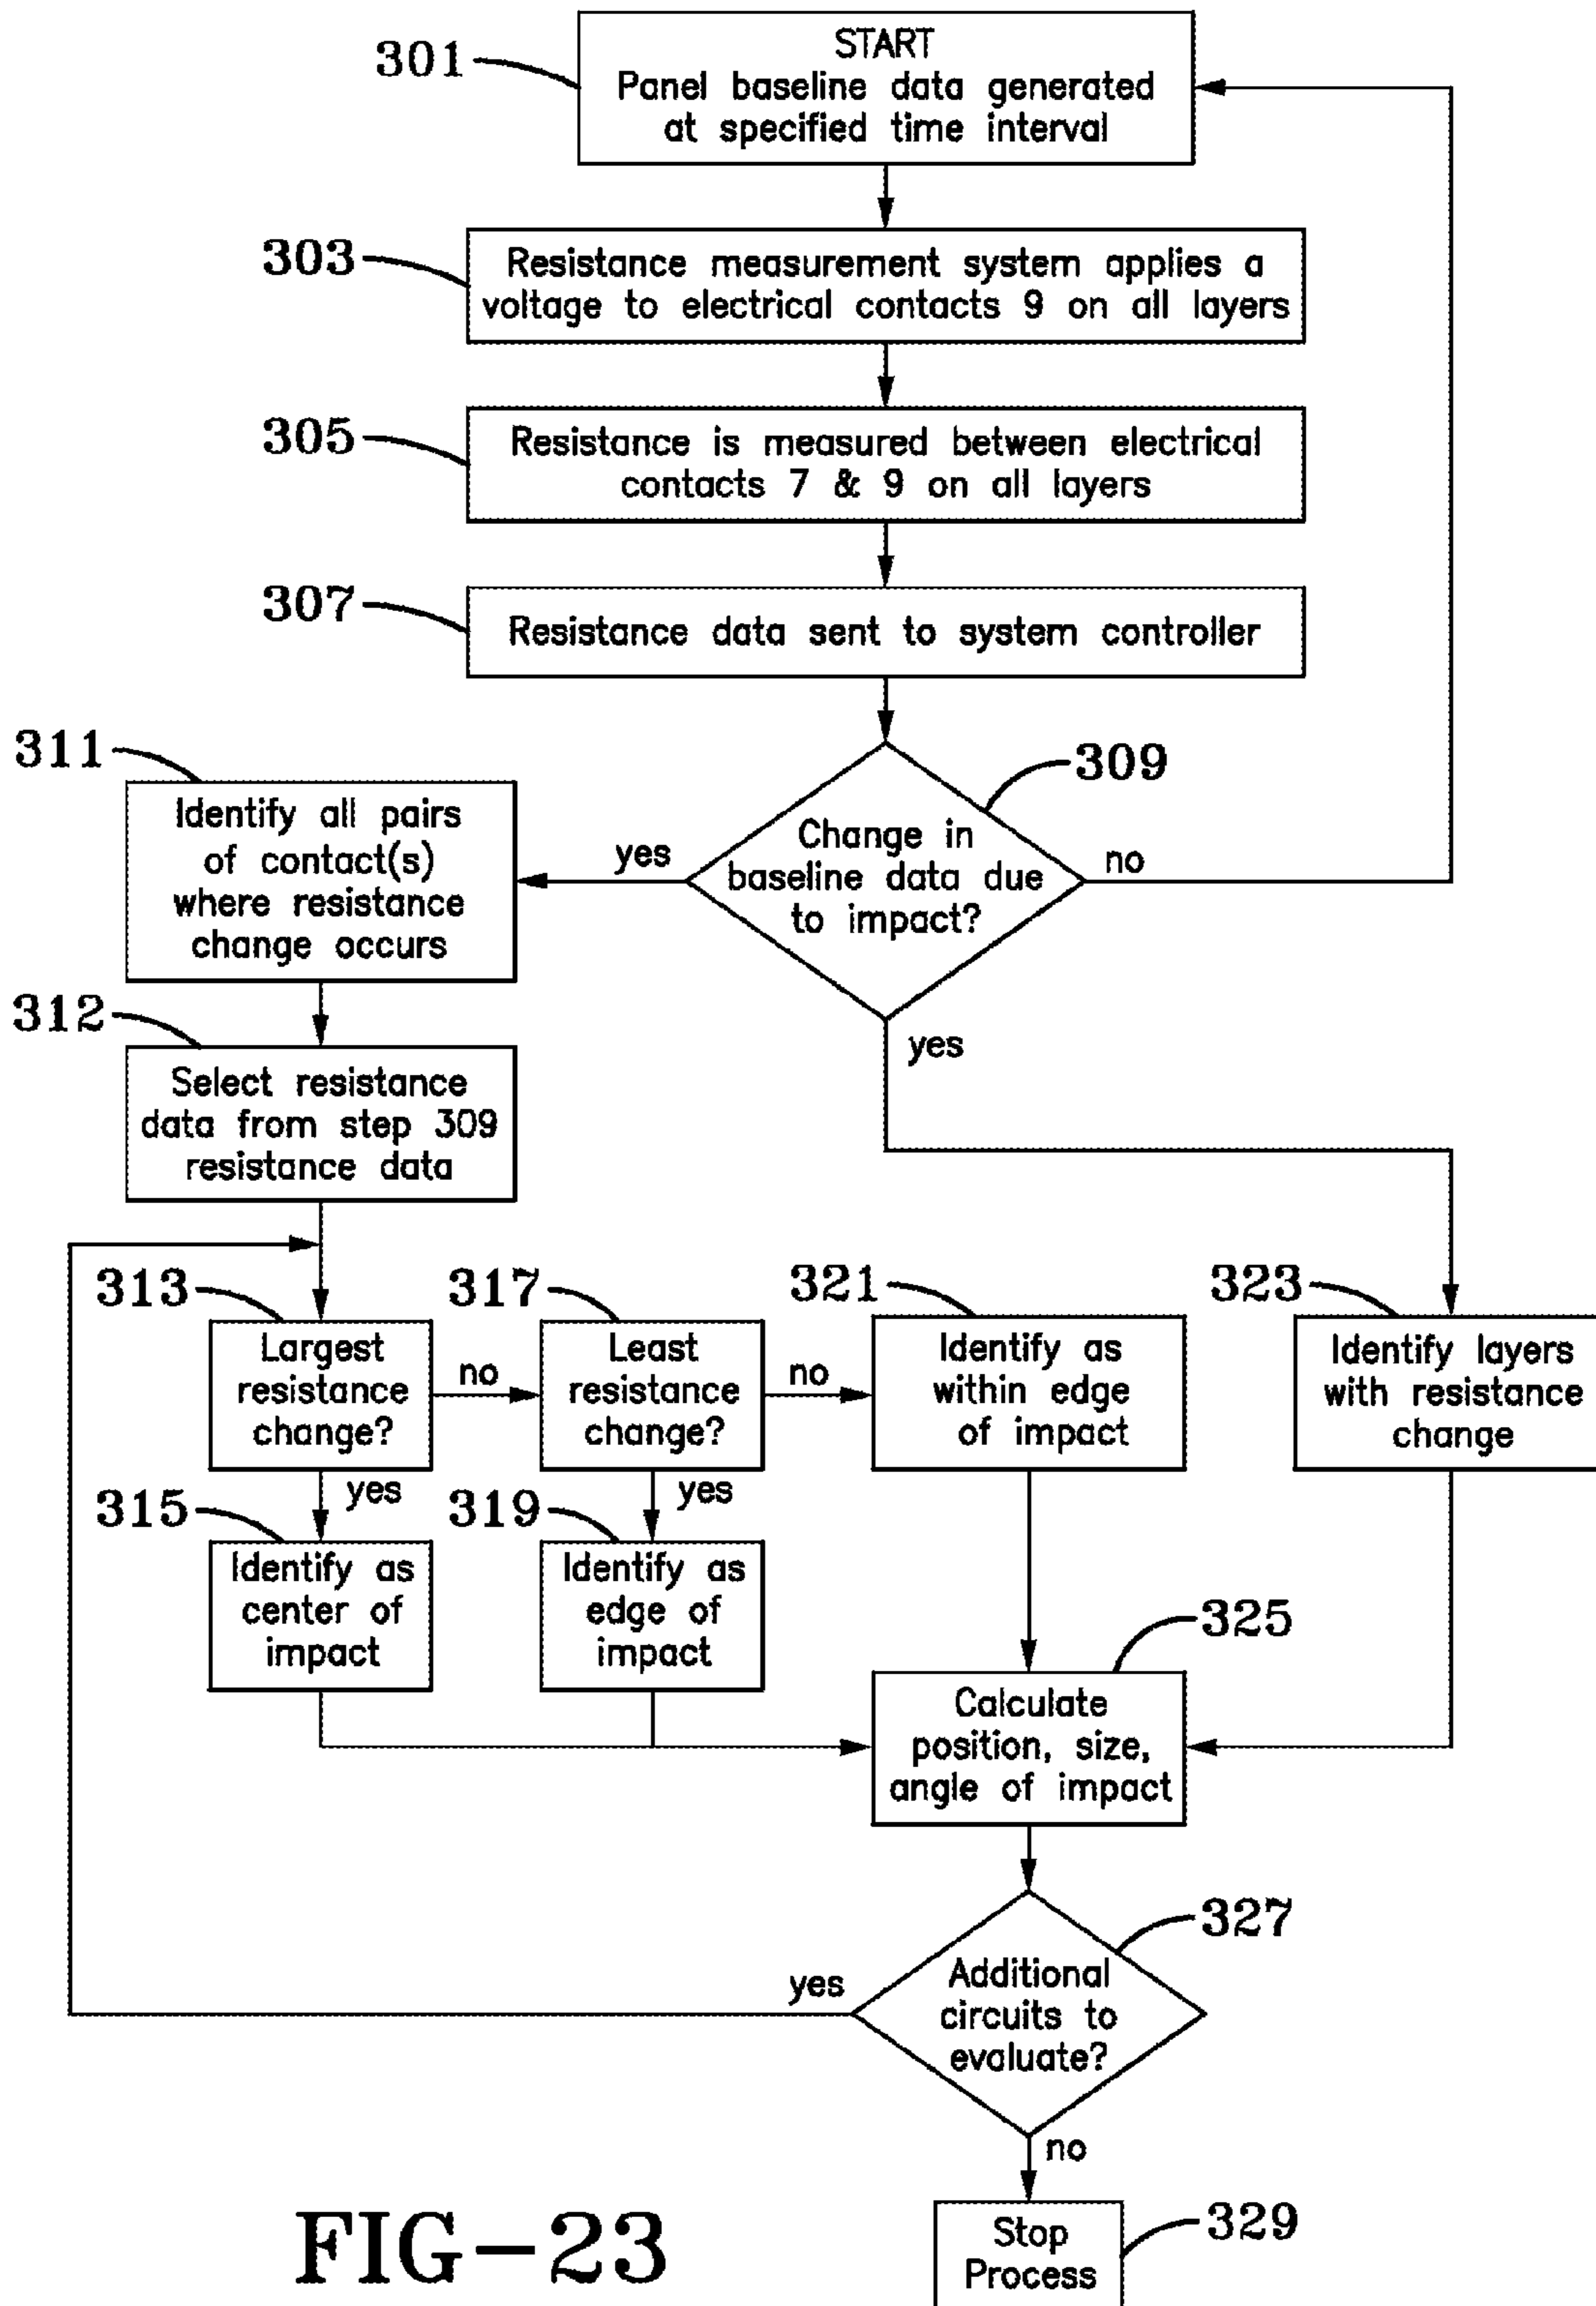 301
START
Panel baseline data generated
at specified time interval
303
Resistance measurement system applies a
voltage to electrical contacts 9 on all layers
305
Resistance is measured between electrical
contacts 7 & 9 on all layers
307
Resistance data sent to system controller
311
Identify all pairs
of contact(s)
where resistance
change occurs
yes
309
Change in
baseline data due
to impact?
no
yes
312
Select resistance
data from step 309
resistance data
313
Largest
resistance
change?
no
yes
317
Least
resistance
change?
no
yes
321
Identify as
within edge
of impact
323
Identify layers
with resistance
change
315
Identify as
center of
impact
319
Identify as
edge of
impact
325
Calculate
position, size,
angle of impact
327
yes
Additional
circuits to
evaluate?
no
329
Stop
Process
FIG-23